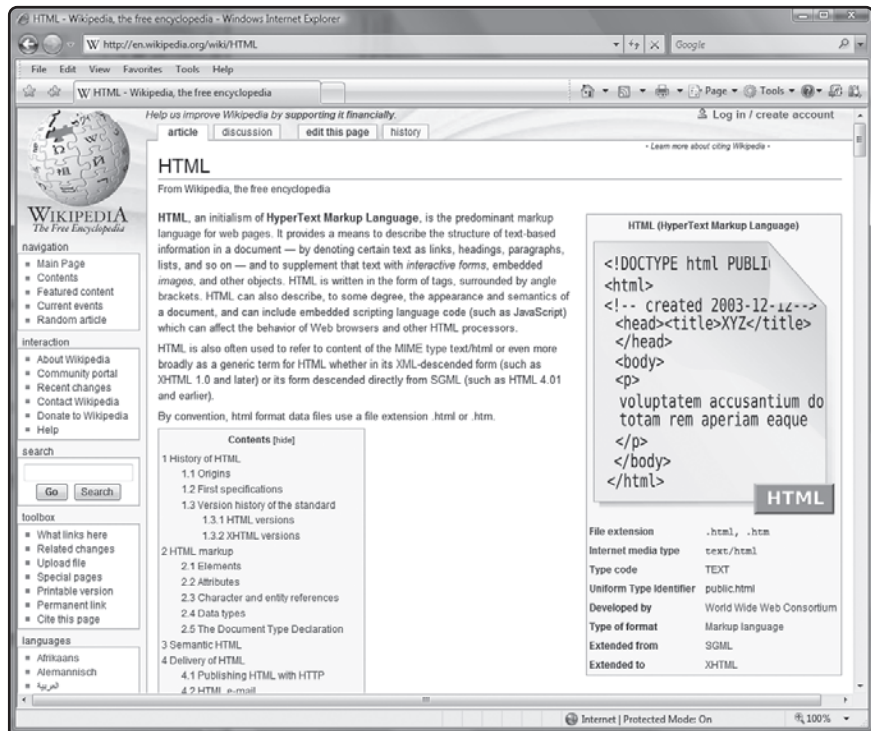 HTML - Wikipedia, the free encyclopedia - Windows Internet Explorer
W http://en.wikipedia.org/wiki/HTML
Google
File Edit View Favorites Tools Help
W HTML - Wikipedia, the free encyclopedia
Page Tools
Help us improve Wikipedia by supporting it financially.
Log in / create account
article discussion edit this page history
- Learn more about citing Wikipedia -
WIKIPEDIA
The Free Encyclopedia
navigation
Main Page
Contents
Featured content
Current events
Random article
interaction
About Wikipedia
Community portal
Recent changes
Contact Wikipedia
Donate to Wikipedia
Help
search
Go Search
toolbox
What links here
Related changes
Upload file
Special pages
Printable version
Permanent link
Cite this page
languages
Afrikaans
Alemannisch
العربية
HTML
From Wikipedia, the free encyclopedia
HTML, an initialism of HyperText Markup Language, is the predominant markup
language for web pages. It provides a means to describe the structure of text-based
information in a document — by denoting certain text as links, headings, paragraphs,
lists, and so on — and to supplement that text with interactive forms, embedded
images, and other objects. HTML is written in the form of tags, surrounded by angle
brackets. HTML can also describe, to some degree, the appearance and semantics of
a document, and can include embedded scripting language code (such as JavaScript)
which can affect the behavior of Web browsers and other HTML processors.
HTML is also often used to refer to content of the MIME type text/html or even more
broadly as a generic term for HTML whether in its XML-descended form (such as
XHTML 1.0 and later) or its form descended directly from SGML (such as HTML 4.01
and earlier).
By convention, html format data files use a file extension .html or .htm.
Contents [hide]
1 History of HTML
1.1 Origins
1.2 First specifications
1.3 Version history of the standard
1.3.1 HTML versions
1.3.2 XHTML versions
2 HTML markup
2.1 Elements
2.2 Attributes
2.3 Character and entity references
2.4 Data types
2.5 The Document Type Declaration
3 Semantic HTML
4 Delivery of HTML
4.1 Publishing HTML with HTTP
4.2 HTML e-mail
HTML (HyperText Markup Language)
<!DOCTYPE html PUBLI
<html>
<!-- created 2003-12-12-->
<head><title>XYZ</title>
</head>
<body>
<p>
voluptatem accusantium do
totam rem aperiam eaque
</p>
</body>
</html>
HTML
File extension .html, .htm
Internet media type text/html
Type code TEXT
Uniform Type Identifier public.html
Developed by World Wide Web Consortium
Type of format Markup language
Extended from SGML
Extended to XHTML
Internet | Protected Mode: On
100%